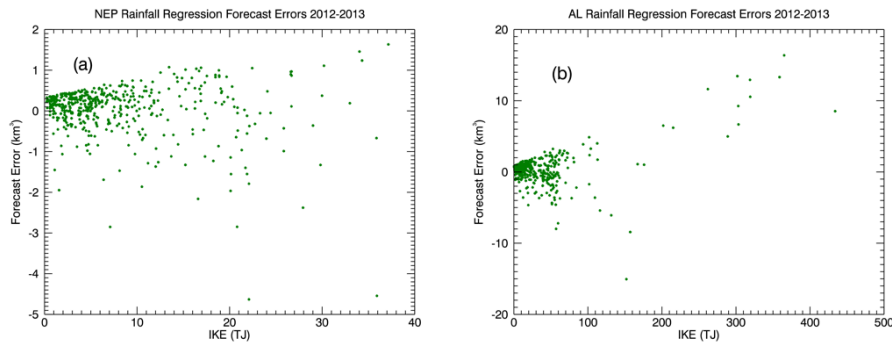 NEP Rainfall Regression Forecast Errors 2012-2013
(a)
Forecast Error (km³)
2
1
0
-1
-2
-3
-4
-5
0 10 20 30 40
IKE (TJ)
AL Rainfall Regression Forecast Errors 2012-2013
(b)
Forecast Error (km³)
20
10
0
-10
-20
0 100 200 300 400 500
IKE (TJ)